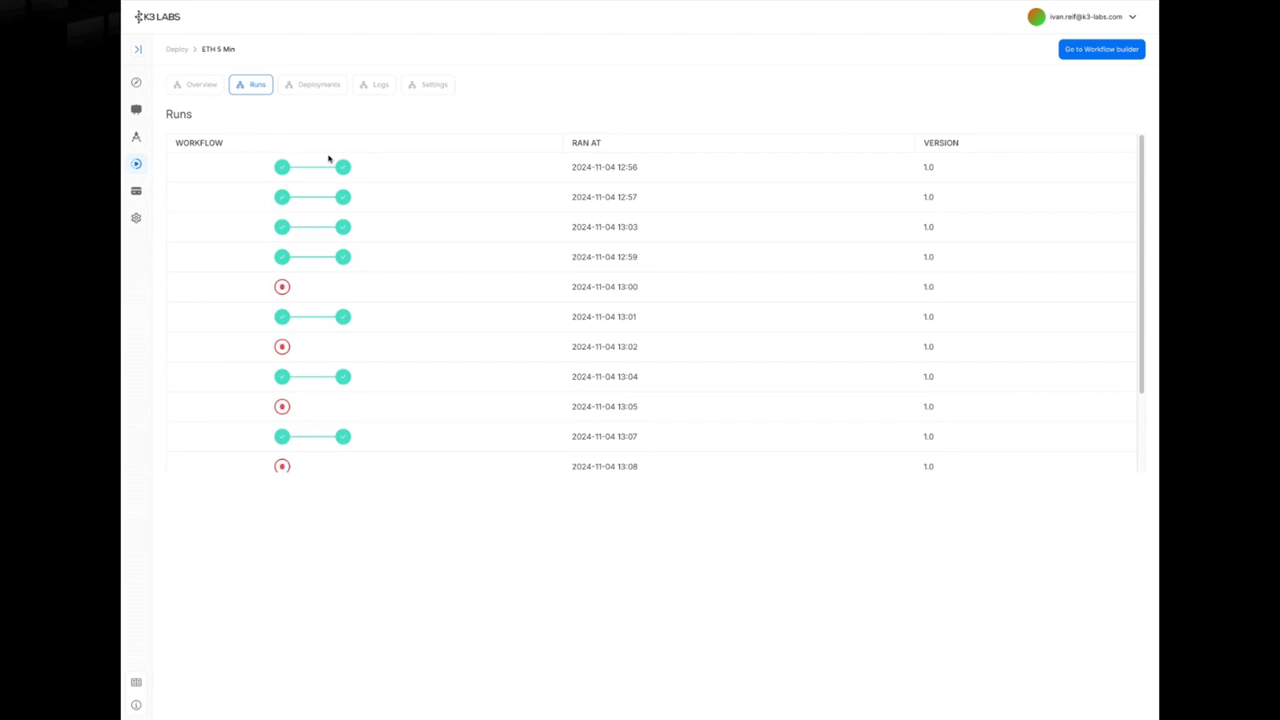 K3 LABS
ivan.reif@k3-labs.com
Deploy > ETH 5 Min
Go to Workflow builder
Overview Runs Deployments Logs Settings
Runs
WORKFLOW RAN AT VERSION
2024-11-04 12:56 1.0
2024-11-04 12:57 1.0
2024-11-04 13:03 1.0
2024-11-04 12:59 1.0
2024-11-04 13:00 1.0
2024-11-04 13:01 1.0
2024-11-04 13:02 1.0
2024-11-04 13:04 1.0
2024-11-04 13:05 1.0
2024-11-04 13:07 1.0
2024-11-04 13:08 1.0